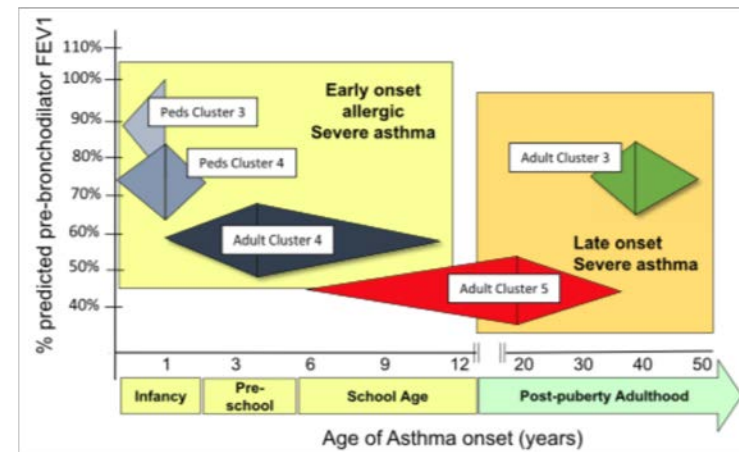 % predicted pre-bronchodilator FEV1
110%
100%
90%
80%
70%
60%
50%
40%
Early onset
allergic
Severe asthma
Peds Cluster 3
Peds Cluster 4
Adult Cluster 3
Adult Cluster 4
Late onset
Severe asthma
Adult Cluster 5
1 3 6 9 12 20 30 40 50
Infancy
Pre-
school
School Age
Post-puberty Adulthood
Age of Asthma onset (years)